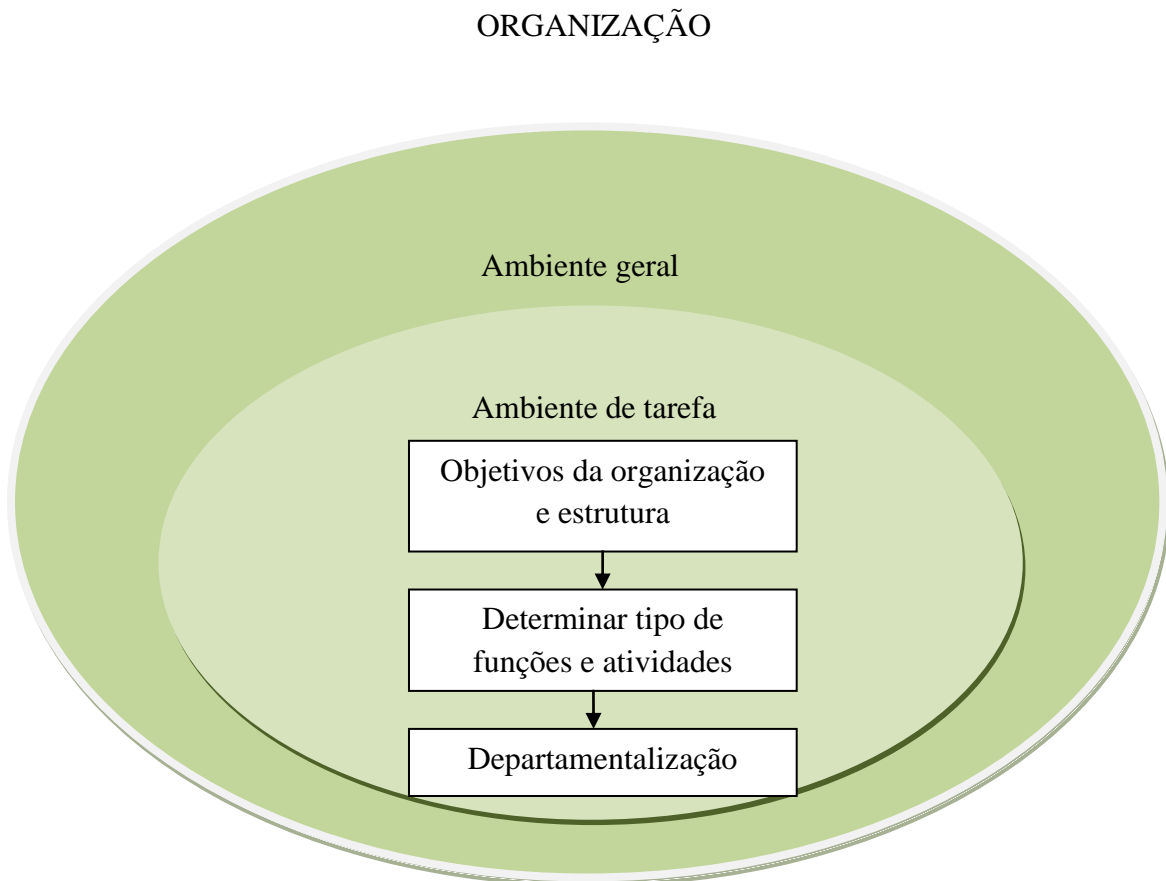 ORGANIZAÇÃO
Ambiente geral
Ambiente de tarefa
Objetivos da organização
e estrutura
Determinar tipo de
funções e atividades
Departamentalização